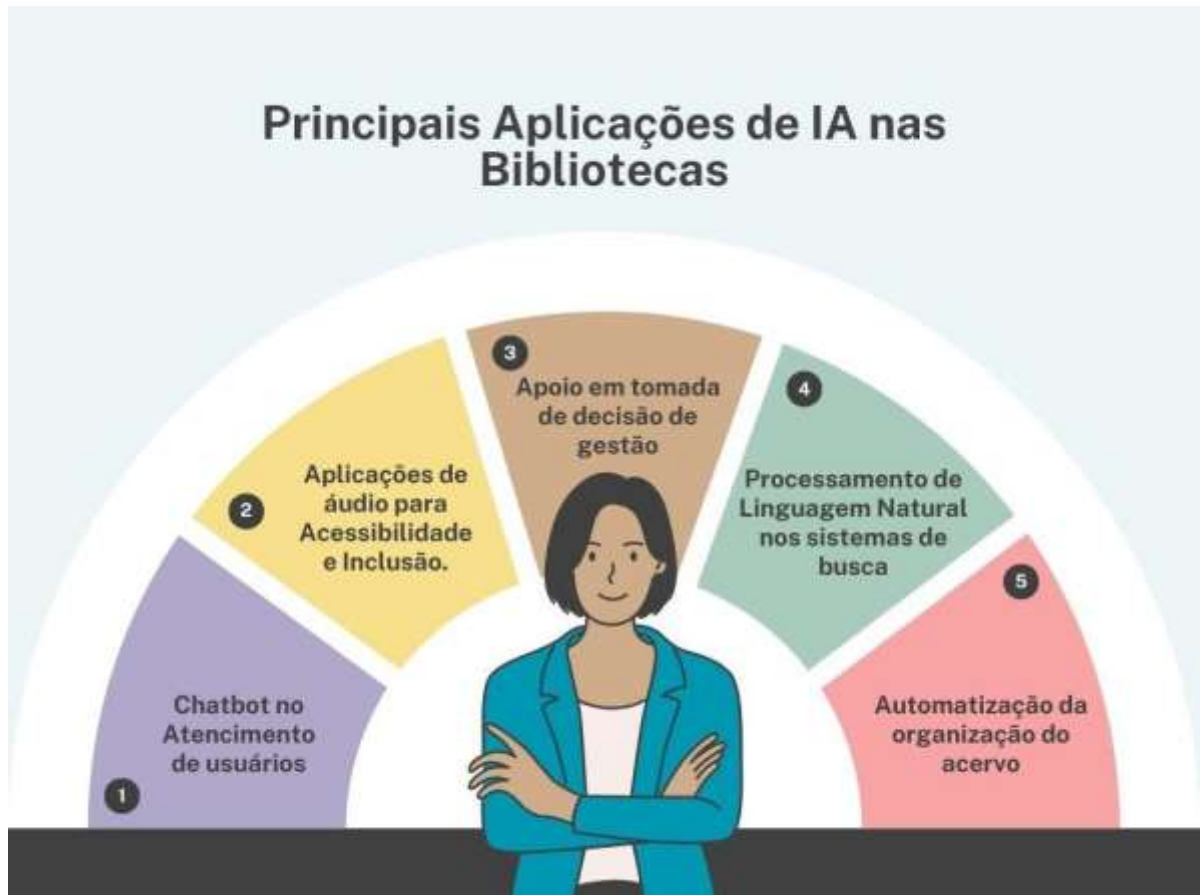 Principais Aplicações de IA nas
Bibliotecas
1
Chatbot no
Atencimento
de usuários
2
Aplicações de
áudio para
Acessibilidade
e Inclusão.
3
Apoio em tomada
de decisão de
gestão
4
Processamento de
Linguagem Natural
nos sistemas de
busca
5
Automatização da
organização do
acervo